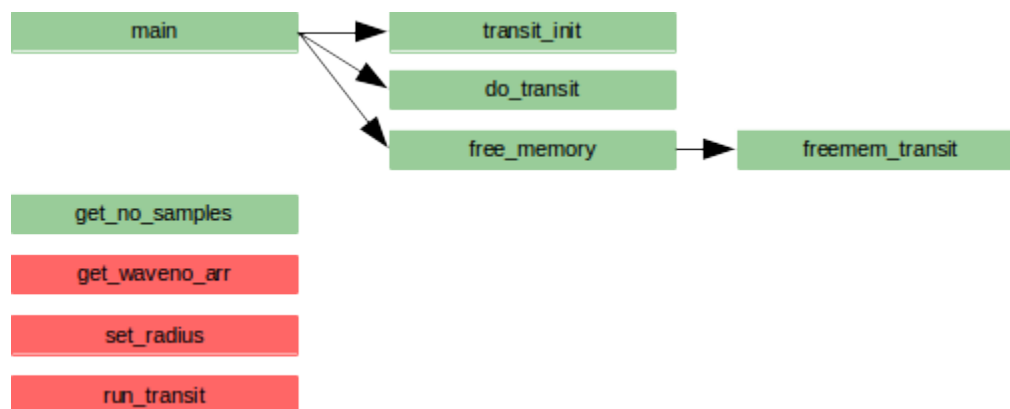 main
transit_init
do_transit
free_memory
freemem_transit
get_no_samples
get_waveno_arr
set_radius
run_transit